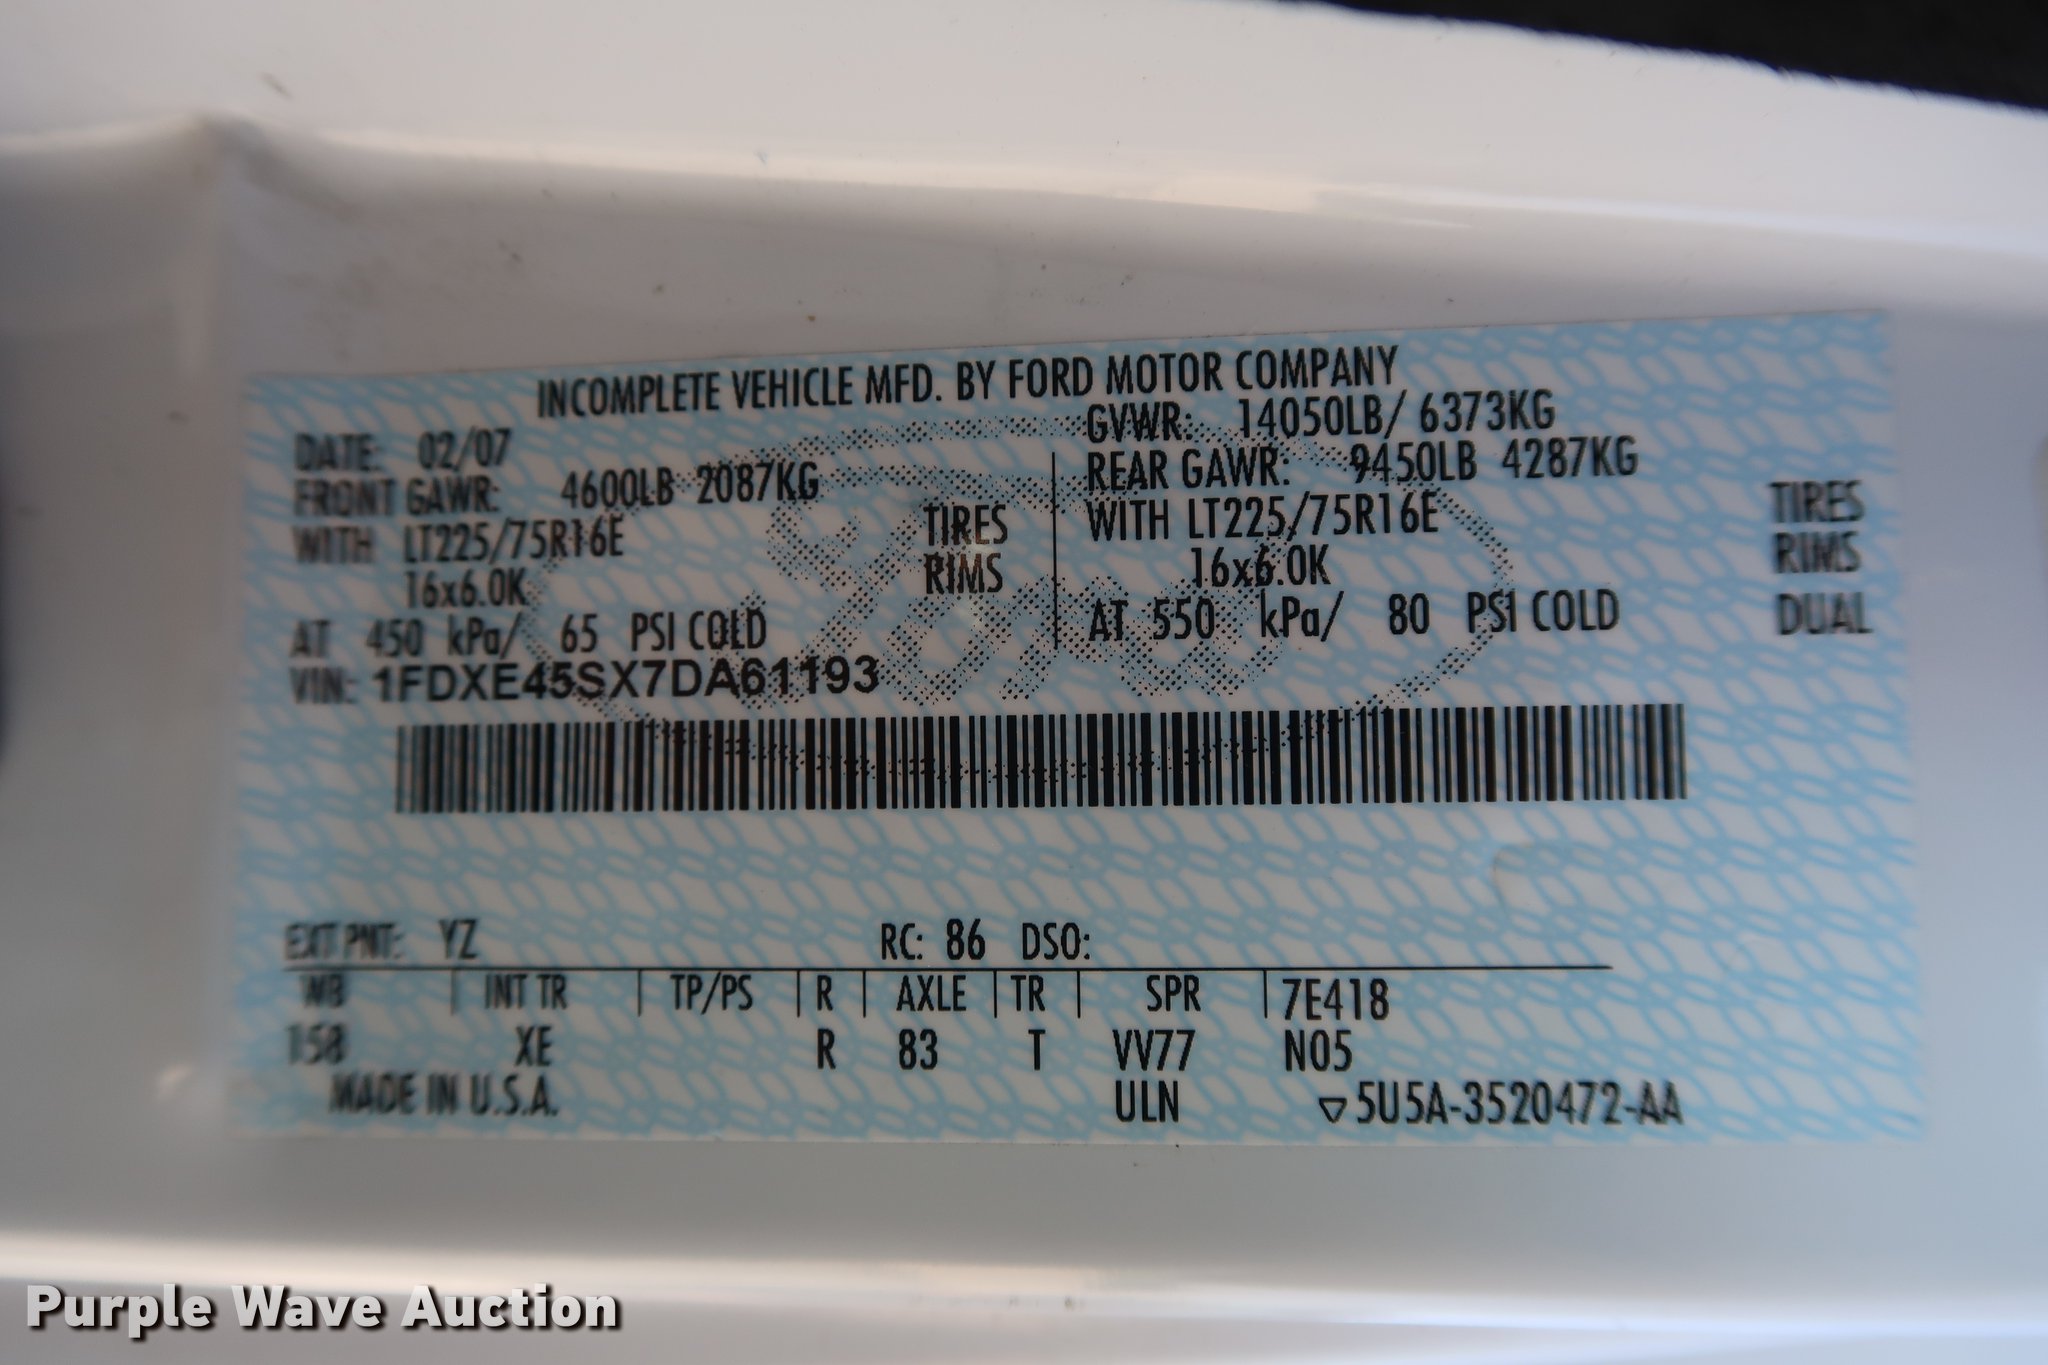 INCOMPLETE VEHICLE MFD. BY FORD MOTOR COMPANY
DATE: 02/07
GVWR: 14050LB/ 6373KG
FRONT GAWR: 4600LB 2087KG
REAR GAWR: 9450LB 4287KG
WITH LT225/75R16E TIRES
WITH LT225/75R16E TIRES
16x6.0K RIMS
16x6.0K RIMS
AT 450 kPa/ 65 PSI COLD
AT 550 kPa/ 80 PSI COLD DUAL
VIN: 1FDXE45SX7DA61193
Ford
EXT PNT: YZ RC: 86 DSO:
WB | INT TR | TP/PS | R | AXLE | TR | SPR | 7E418
158 XE R 83 T VV77 N05
MADE IN U.S.A. ULN ▽5U5A-3520472-AA
Purple Wave Auction